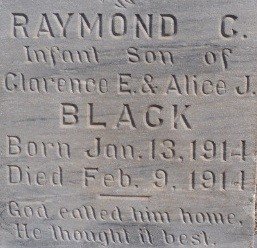 RAYMOND C.
Infant Son of
Clarence E. & Alice J.
BLACK
Born Jan. 13, 1914
Died Feb. 9, 1914
God called him home,
He thought it best.